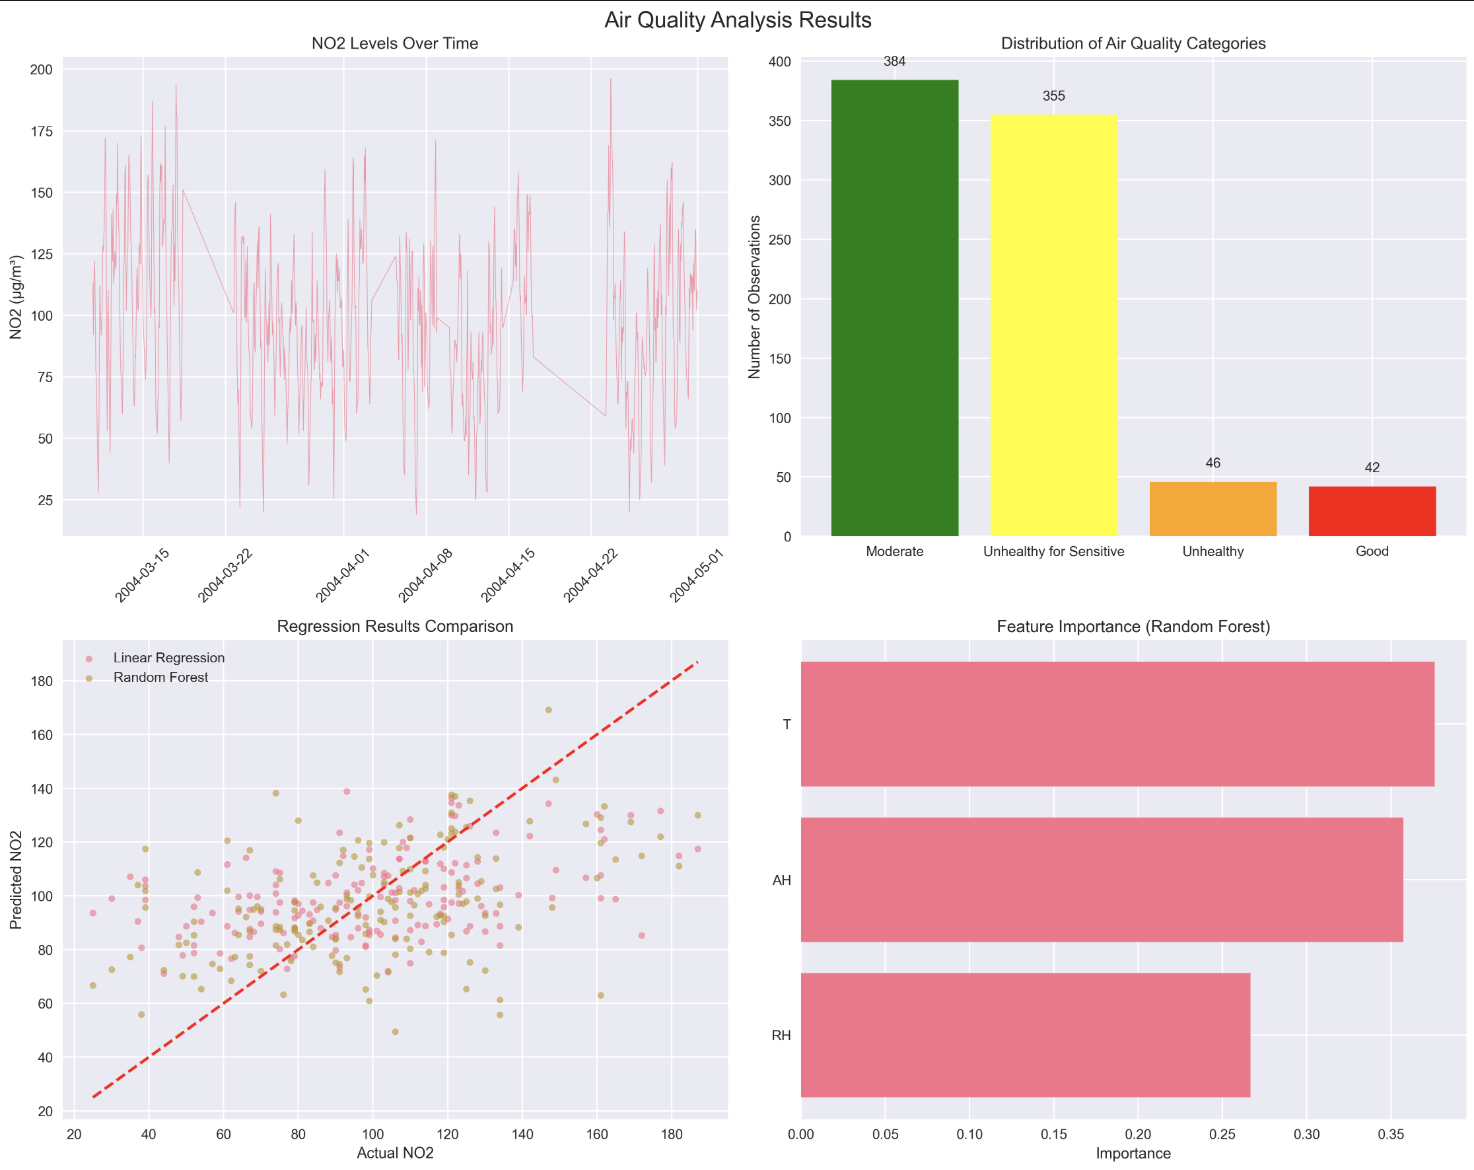 Air Quality Analysis Results
NO2 Levels Over Time
NO2 (μg/m³)
200
175
150
125
100
75
50
25
2004-03-15
2004-03-22
2004-04-01
2004-04-08
2004-04-15
2004-04-22
2004-05-01
Distribution of Air Quality Categories
Number of Observations
400
350
300
250
200
150
100
50
0
384
355
46
42
Moderate
Unhealthy for Sensitive
Unhealthy
Good
Regression Results Comparison
Linear Regression
Random Forest
Predicted NO2
180
160
140
120
100
80
60
40
20
20
40
60
80
100
120
140
160
180
Actual NO2
Feature Importance (Random Forest)
T
AH
RH
0.00
0.05
0.10
0.15
0.20
0.25
0.30
0.35
Importance